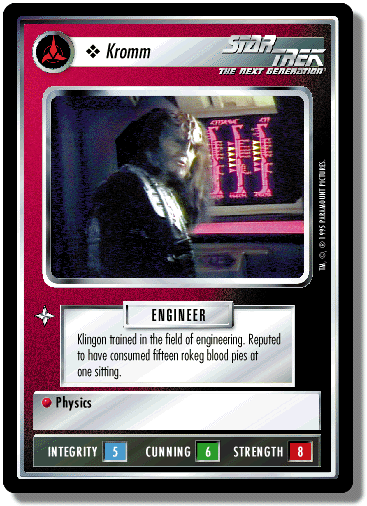 Kromm
STAR TREK
THE NEXT GENERATION
TM, ©, ® 1995 PARAMOUNT PICTURES.
ENGINEER
Klingon trained in the field of engineering. Reputed
to have consumed fifteen rokeg blood pies at
one sitting.
Physics
INTEGRITY 5 CUNNING 6 STRENGTH 8